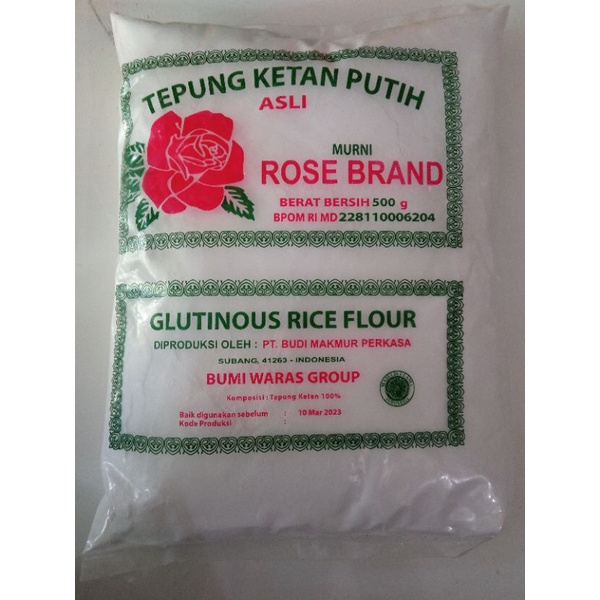 TEPUNG KETAN PUTIH
ASLI
MURNI
ROSE BRAND
BERAT BERSIH 500 g
BPOM RI MD 228110006204
GLUTINOUS RICE FLOUR
DIPRODUKSI OLEH : PT. BUDI MAKMUR PERKASA
SUBANG, 41263 - INDONESIA
BUMI WARAS GROUP
Komposisi : Tepung Ketan 100%
Baik digunakan sebelum : 10 Mar 2023
Kode Produksi :